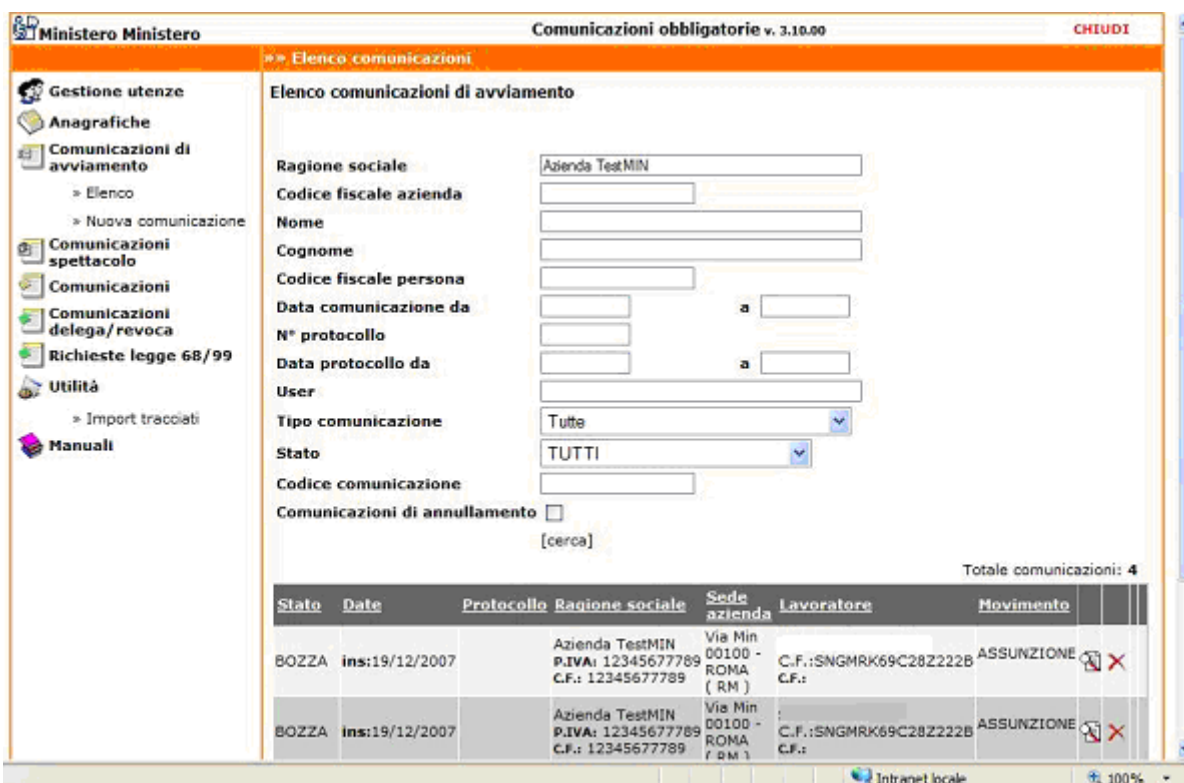 Ministero Ministero
Comunicazioni obbligatorie v. 3.10.00
CHIUDI
»» Elenco comunicazioni
Gestione utenze
Anagrafiche
Comunicazioni di
avviamento
» Elenco
» Nuova comunicazione
Comunicazioni
spettacolo
Comunicazioni
Comunicazioni
delega/revoca
Richieste legge 68/99
Utilità
» Import tracciati
Manuali
Elenco comunicazioni di avviamento
Ragione sociale Azienda TestMIN
Codice fiscale azienda
Nome
Cognome
Codice fiscale persona
Data comunicazione da a
N° protocollo
Data protocollo da a
User
Tipo comunicazione Tutte
Stato TUTTI
Codice comunicazione
Comunicazioni di annullamento
[cerca]
Totale comunicazioni: 4
Stato Date Protocollo Ragione sociale Sede azienda Lavoratore Movimento
BOZZA ins:19/12/2007
Azienda TestMIN
P.IVA: 12345677789
C.F.: 12345677789
Via Min
00100 -
ROMA
( RM )
C.F.:SNGMRK69C28Z222B
C.F.:
ASSUNZIONE
BOZZA ins:19/12/2007
Azienda TestMIN
P.IVA: 12345677789
C.F.: 12345677789
Via Min
00100 -
ROMA
( RM )
C.F.:SNGMRK69C28Z222B
C.F.:
ASSUNZIONE
Intranet locale
100%